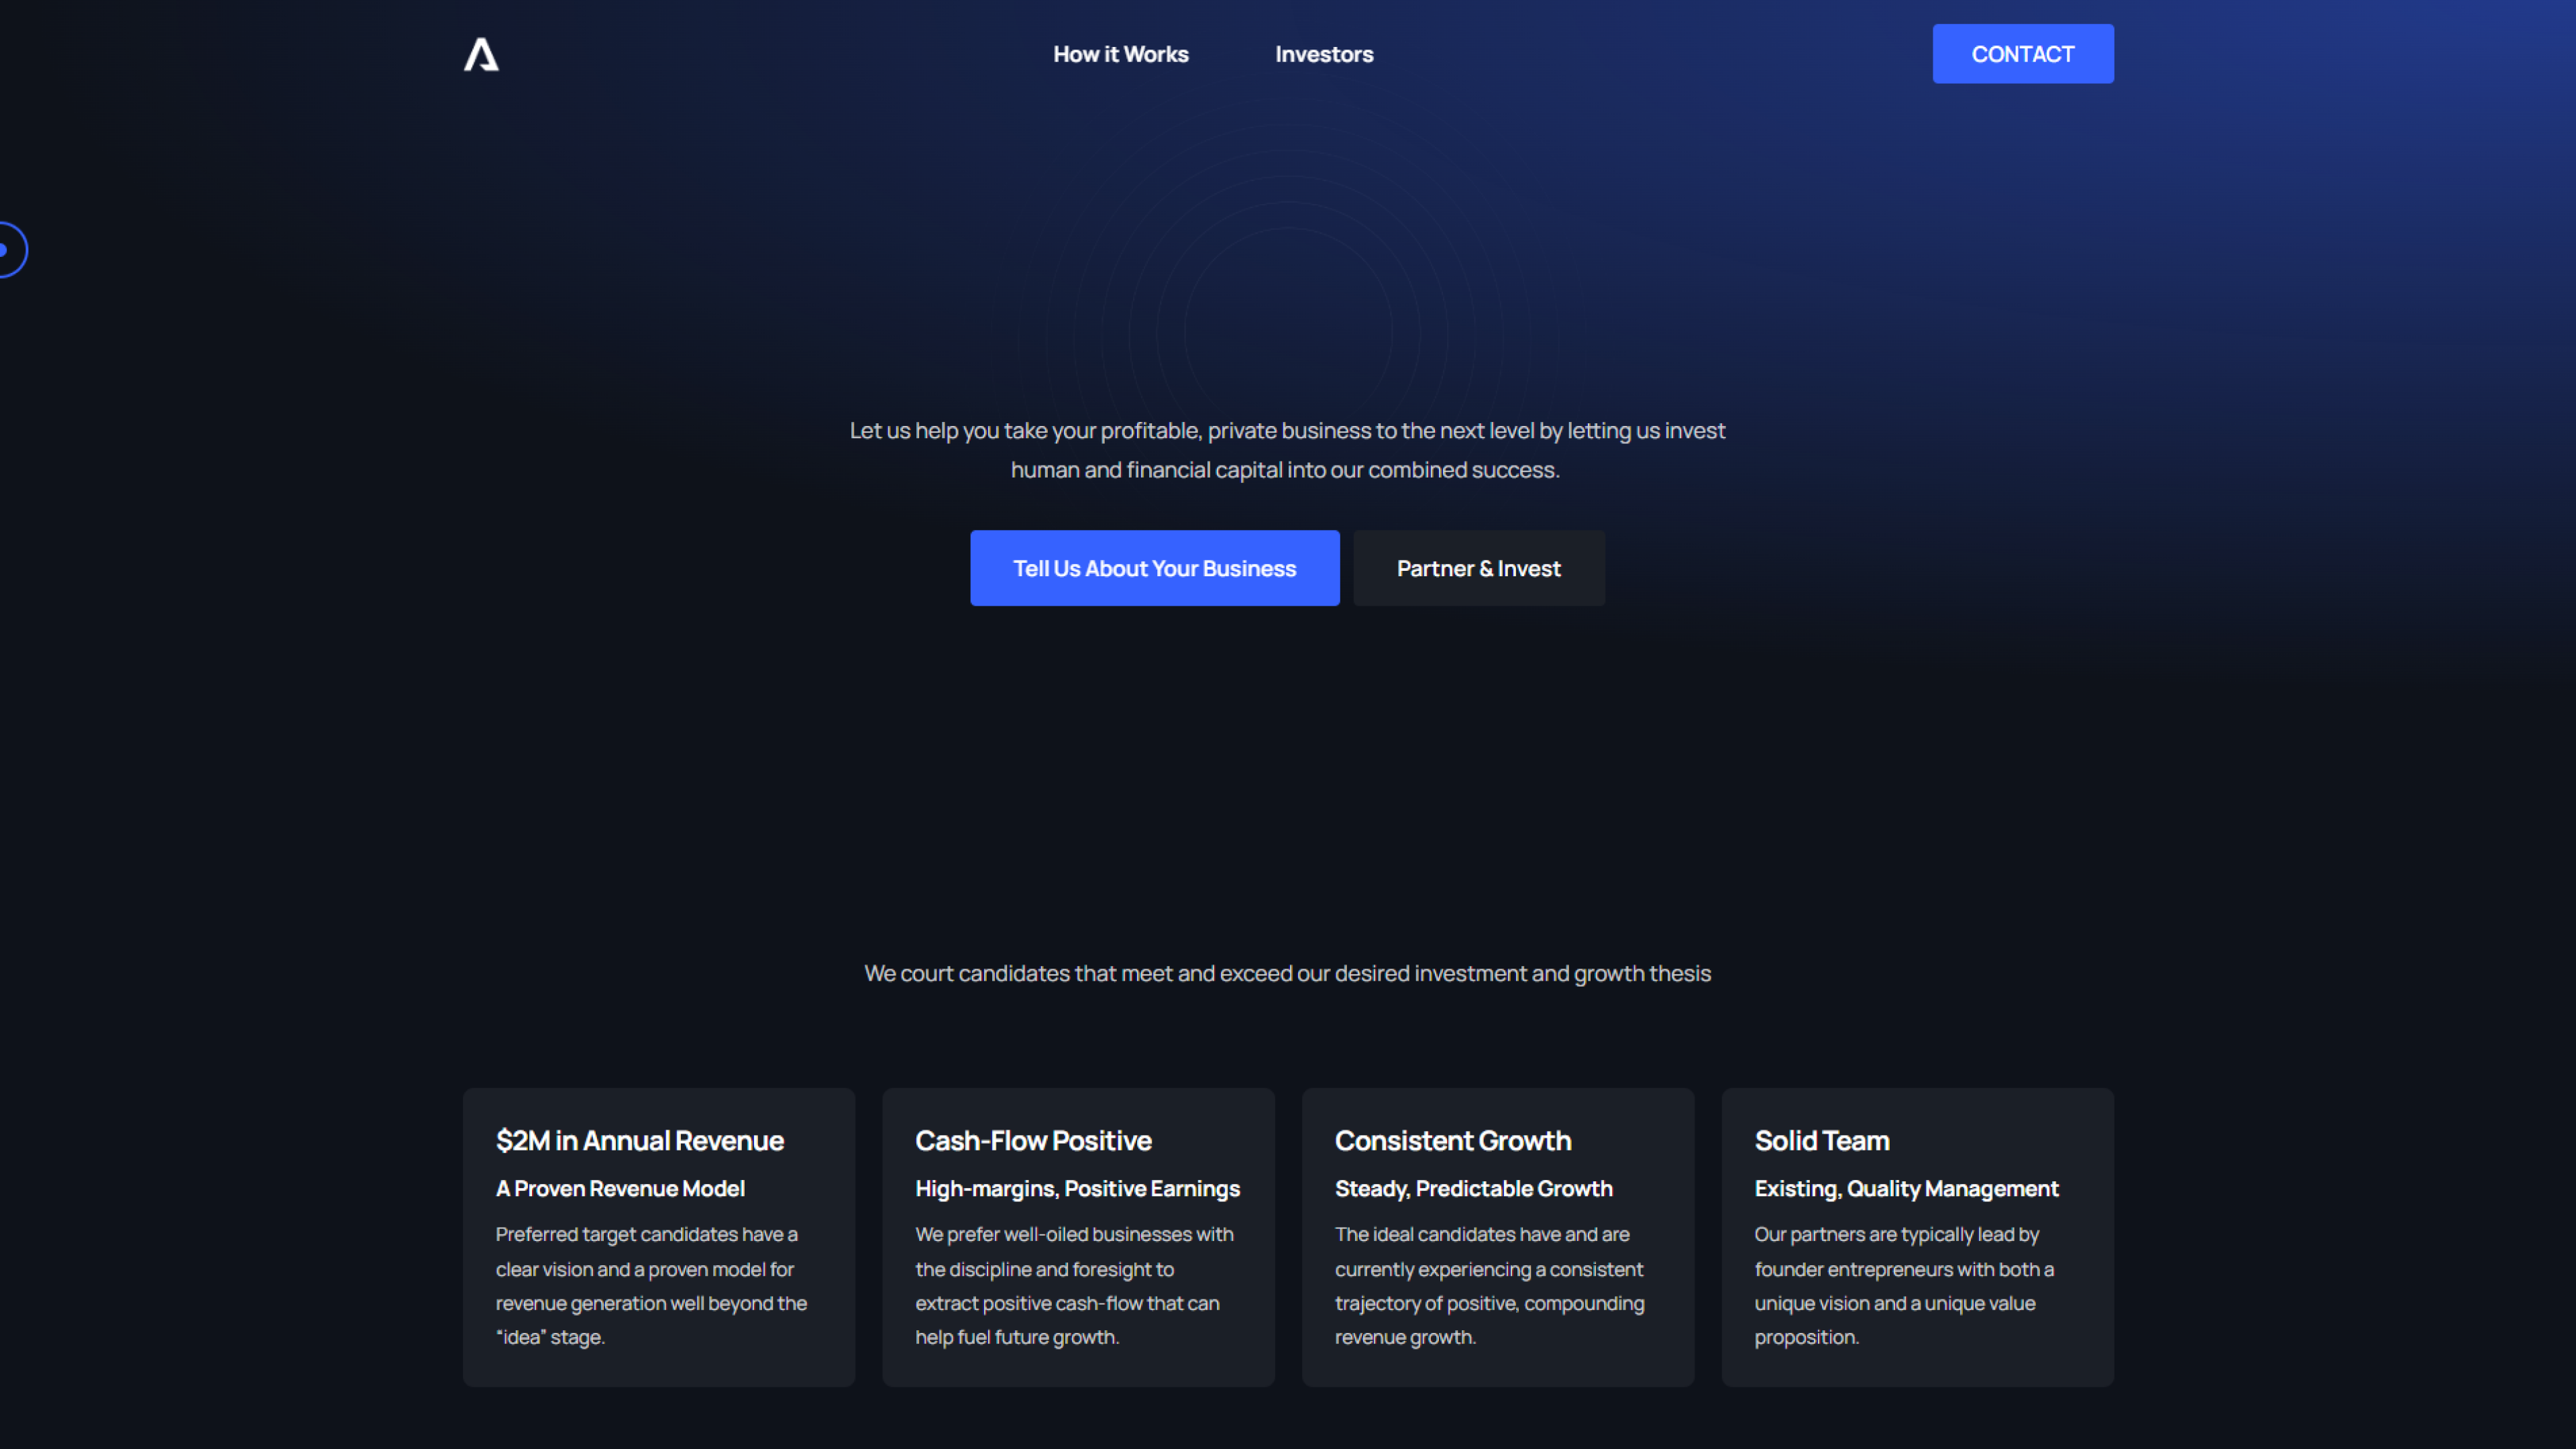 How it Works
Investors
CONTACT
Let us help you take your profitable, private business to the next level by letting us invest
human and financial capital into our combined success.
Tell Us About Your Business
Partner & Invest
We court candidates that meet and exceed our desired investment and growth thesis
$2M in Annual Revenue
A Proven Revenue Model
Preferred target candidates have a
clear vision and a proven model for
revenue generation well beyond the
“idea” stage.
Cash-Flow Positive
High-margins, Positive Earnings
We prefer well-oiled businesses with
the discipline and foresight to
extract positive cash-flow that can
help fuel future growth.
Consistent Growth
Steady, Predictable Growth
The ideal candidates have and are
currently experiencing a consistent
trajectory of positive, compounding
revenue growth.
Solid Team
Existing, Quality Management
Our partners are typically lead by
founder entrepreneurs with both a
unique vision and a unique value
proposition.